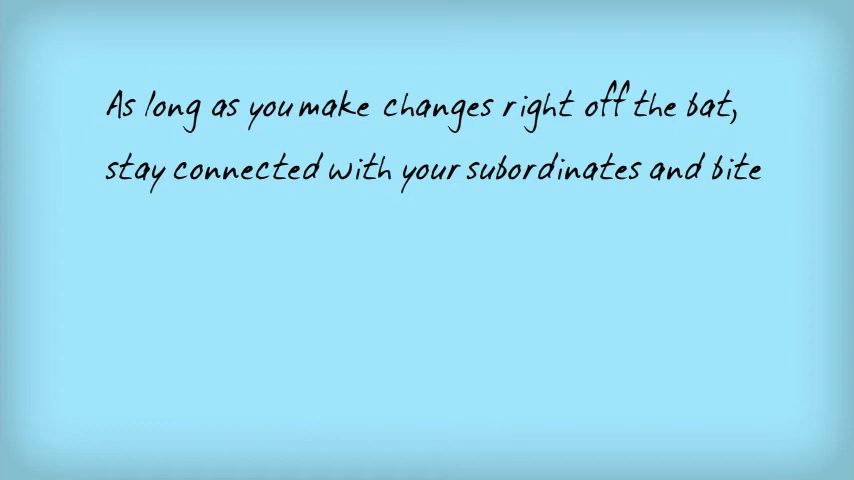 As long as you make changes right off the bat,
stay connected with your subordinates and bite